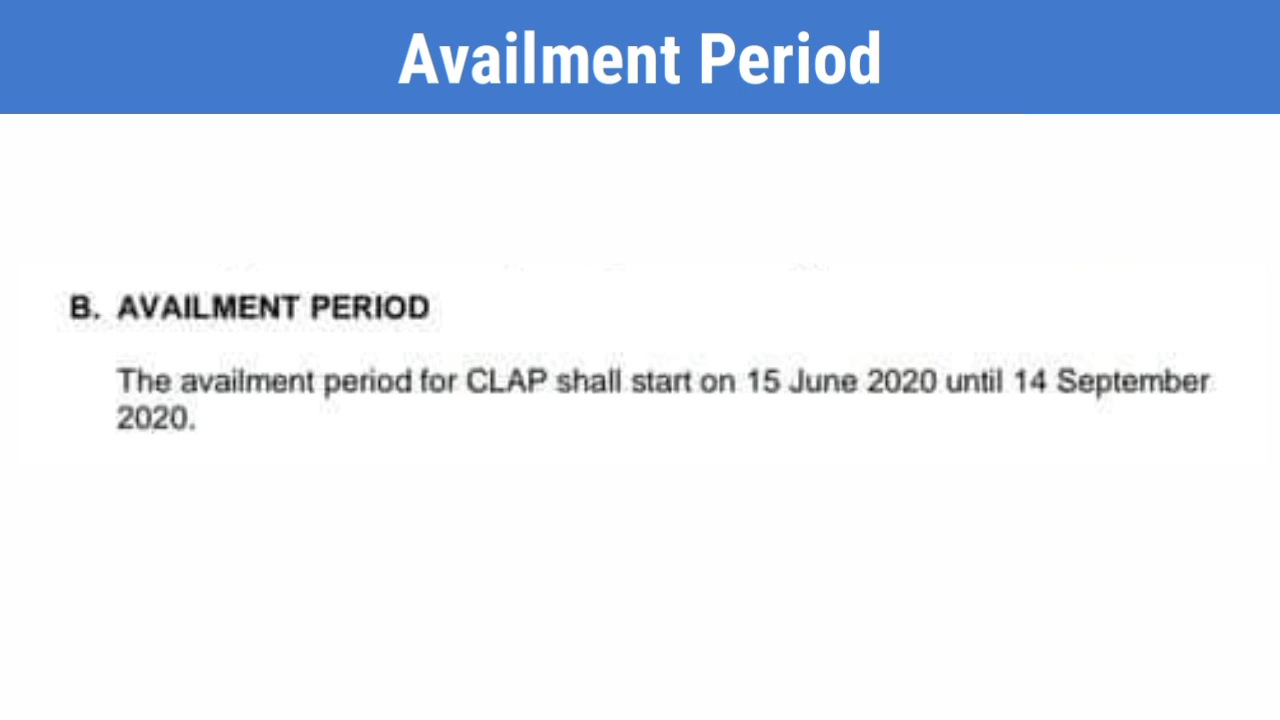 Availment Period
B. AVAILMENT PERIOD
The availment period for CLAP shall start on 15 June 2020 until 14 September
2020.